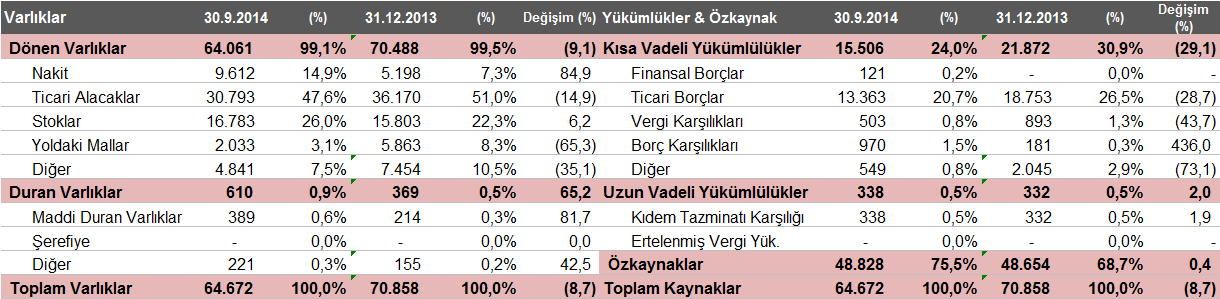 Varlıklar 30.9.2014 (%) 31.12.2013 (%) Değişim (%) Yükümlükler & Özkaynak 30.9.2014 (%) 31.12.2013 (%) Değişim (%)
Dönen Varlıklar 64.061 99,1% 70.488 99,5% (9,1) Kısa Vadeli Yükümlülükler 15.506 24,0% 21.872 30,9% (29,1)
Nakit 9.612 14,9% 5.198 7,3% 84,9 Finansal Borçlar 121 0,2% - 0,0% -
Ticari Alacaklar 30.793 47,6% 36.170 51,0% (14,9) Ticari Borçlar 13.363 20,7% 18.753 26,5% (28,7)
Stoklar 16.783 26,0% 15.803 22,3% 6,2 Vergi Karşılıkları 503 0,8% 893 1,3% (43,7)
Yoldaki Mallar 2.033 3,1% 5.863 8,3% (65,3) Borç Karşılıkları 970 1,5% 181 0,3% 436,0
Diğer 4.841 7,5% 7.454 10,5% (35,1) Diğer 549 0,8% 2.045 2,9% (73,1)
Duran Varlıklar 610 0,9% 369 0,5% 65,2 Uzun Vadeli Yükümlülükler 338 0,5% 332 0,5% 2,0
Maddi Duran Varlıklar 389 0,6% 214 0,3% 81,7 Kıdem Tazminatı Karşılığı 338 0,5% 332 0,5% 1,9
Şerefiye - 0,0% - 0,0% 0,0 Ertelenmiş Vergi Yük. - 0,0% - 0,0% -
Diğer 221 0,3% 155 0,2% 42,5 Özkaynaklar 48.828 75,5% 48.654 68,7% 0,4
Toplam Varlıklar 64.672 100,0% 70.858 100,0% (8,7) Toplam Kaynaklar 64.672 100,0% 70.858 100,0% (8,7)